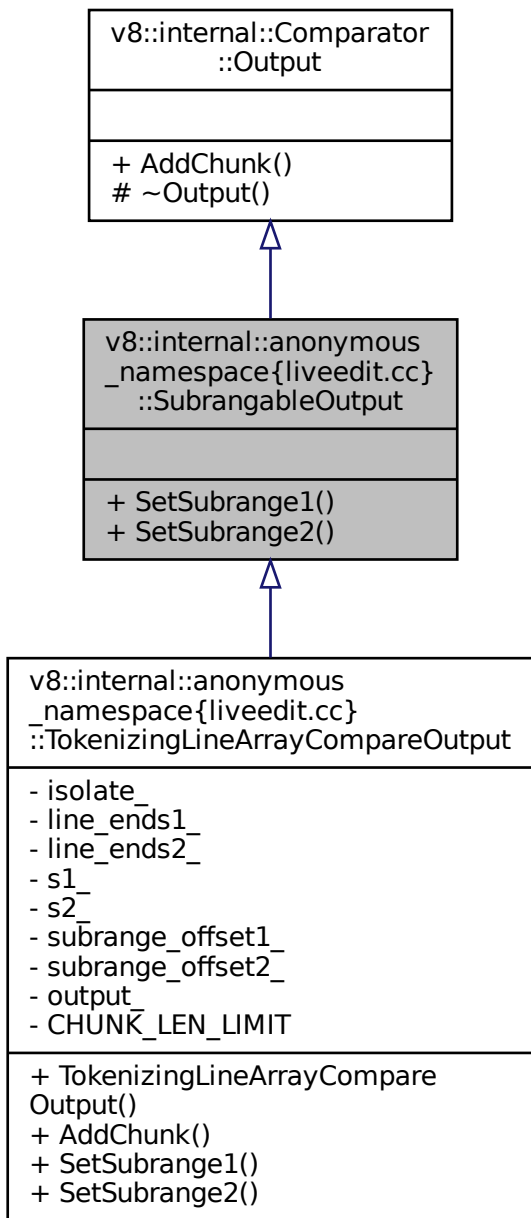 v8::internal::Comparator
::Output
+ AddChunk()
# ~Output()
v8::internal::anonymous
_namespace{liveedit.cc}
::SubrangableOutput
+ SetSubrange1()
+ SetSubrange2()
v8::internal::anonymous
_namespace{liveedit.cc}
::TokenizingLineArrayCompareOutput
- isolate_
- line_ends1_
- line_ends2_
- s1_
- s2_
- subrange_offset1_
- subrange_offset2_
- output_
- CHUNK_LEN_LIMIT
+ TokenizingLineArrayCompare
Output()
+ AddChunk()
+ SetSubrange1()
+ SetSubrange2()